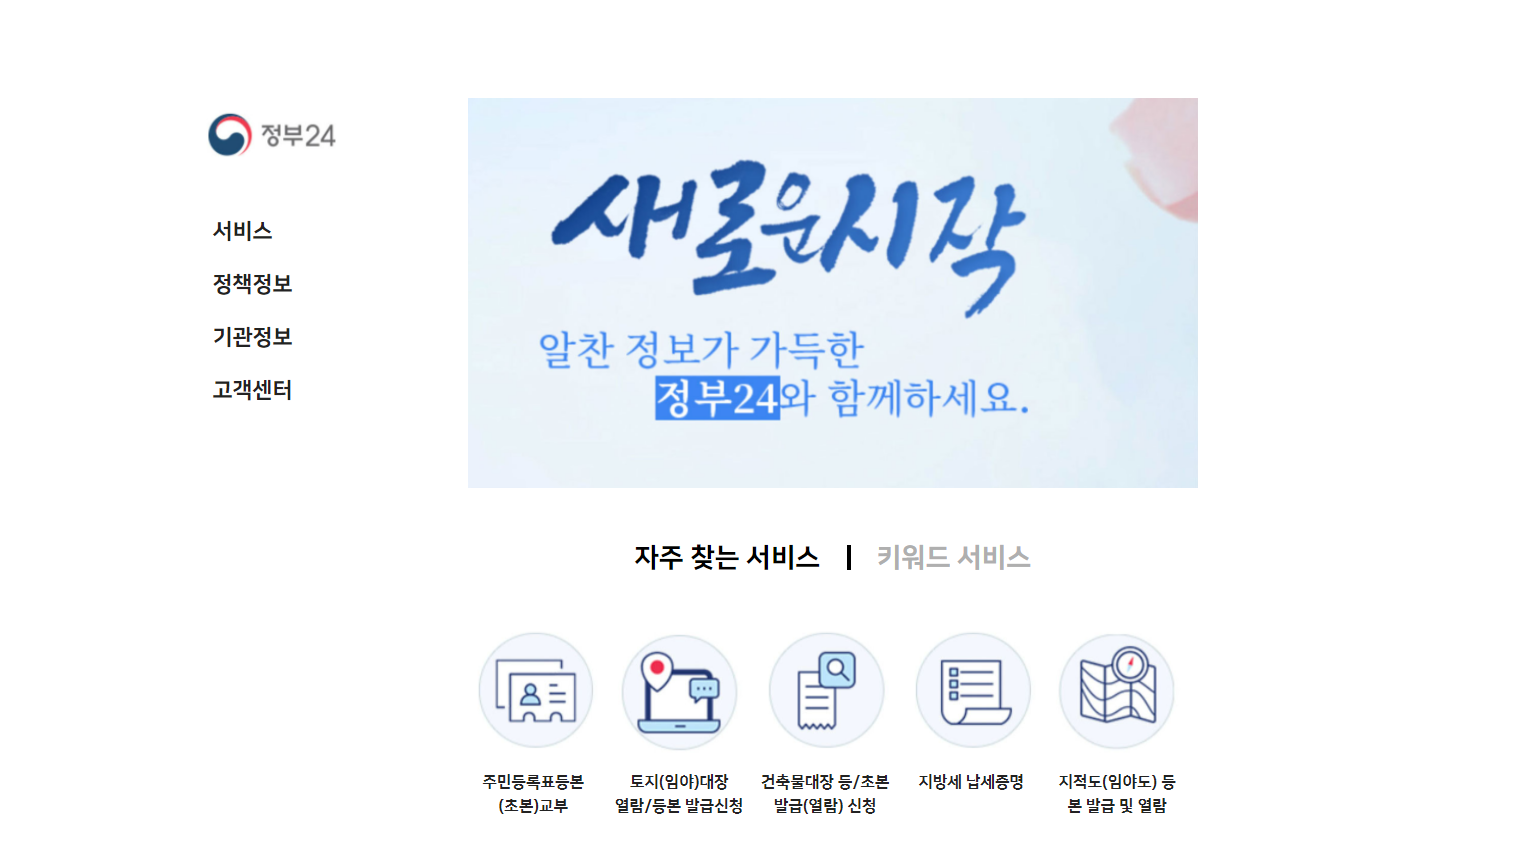 정부24
서비스
정책정보
기관정보
고객센터
새로운시작
알찬 정보가 가득한
정부24와 함께하세요.
자주 찾는 서비스 | 키워드 서비스
주민등록표등본
(초본)교부
토지(임야)대장
열람/등본 발급신청
건축물대장 등/초본
발급(열람) 신청
지방세 납세증명
지적도(임야도) 등
본 발급 및 열람